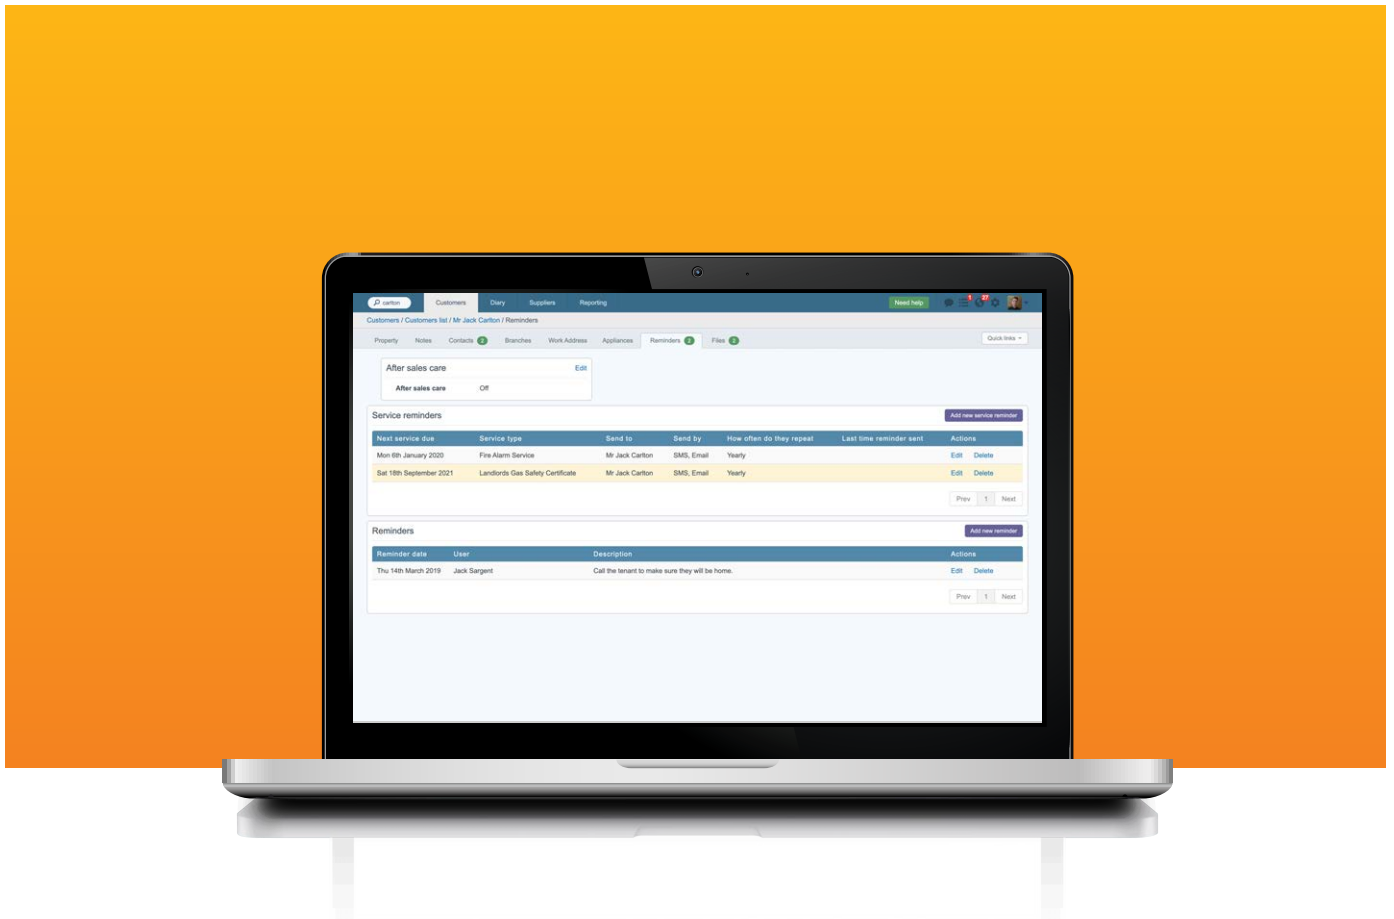 carlton Customers Diary Suppliers Reporting Need help 1 27
Customers / Customers list / Mr Jack Carlton / Reminders
Property Notes Contacts 2 Branches Work Address Appliances Reminders 2 Files 2 Quick links
After sales care Edit
After sales care Off
Service reminders Add new service reminder
Next service due Service type Send to Send by How often do they repeat Last time reminder sent Actions
Mon 6th January 2020 Fire Alarm Service Mr Jack Carlton SMS, Email Yearly Edit Delete
Sat 18th September 2021 Landlords Gas Safety Certificate Mr Jack Carlton SMS, Email Yearly Edit Delete
Prev 1 Next
Reminders Add new reminder
Reminder date User Description Actions
Thu 14th March 2019 Jack Sargent Call the tenant to make sure they will be home. Edit Delete
Prev 1 Next